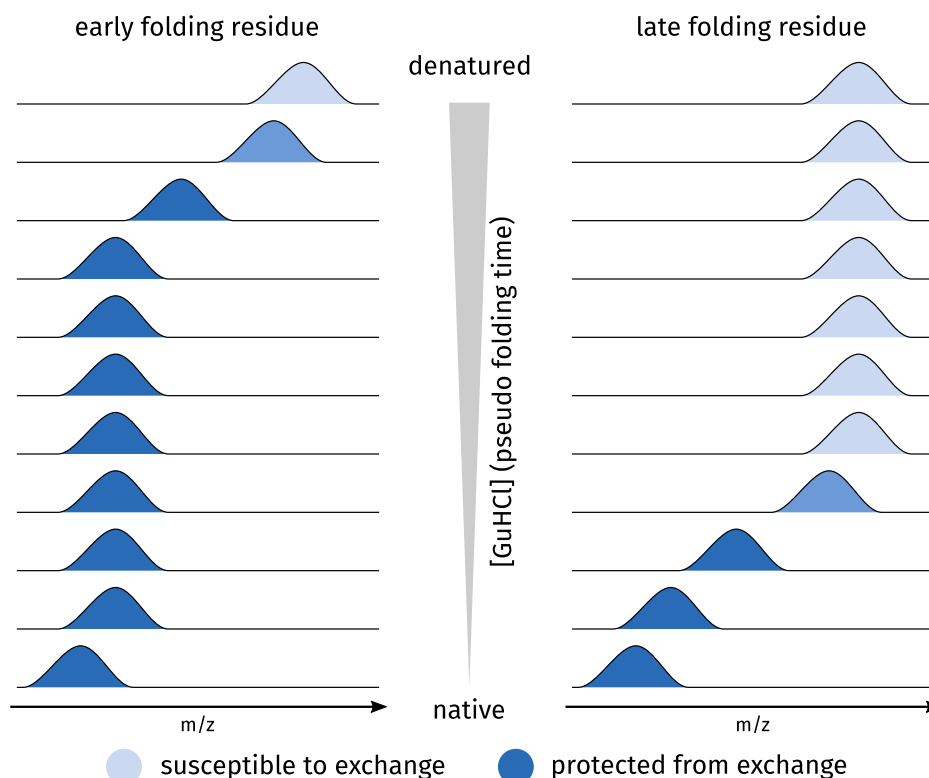 early folding residue
late folding residue
denatured
[GuHCl] (pseudo folding time)
native
m/z
m/z
susceptible to exchange
protected from exchange